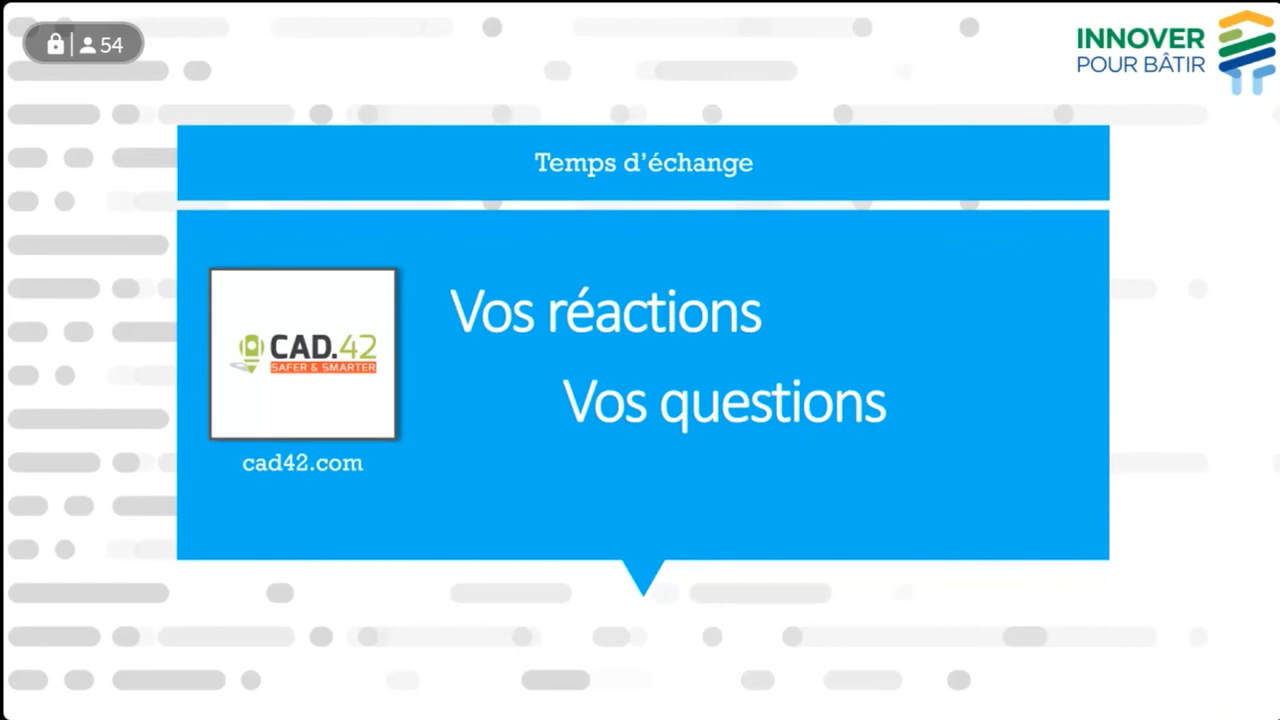 54
INNOVER
POUR BÂTIR
Temps d’échange
Vos réactions
CAD.42
SAFER & SMARTER
Vos questions
cad42.com